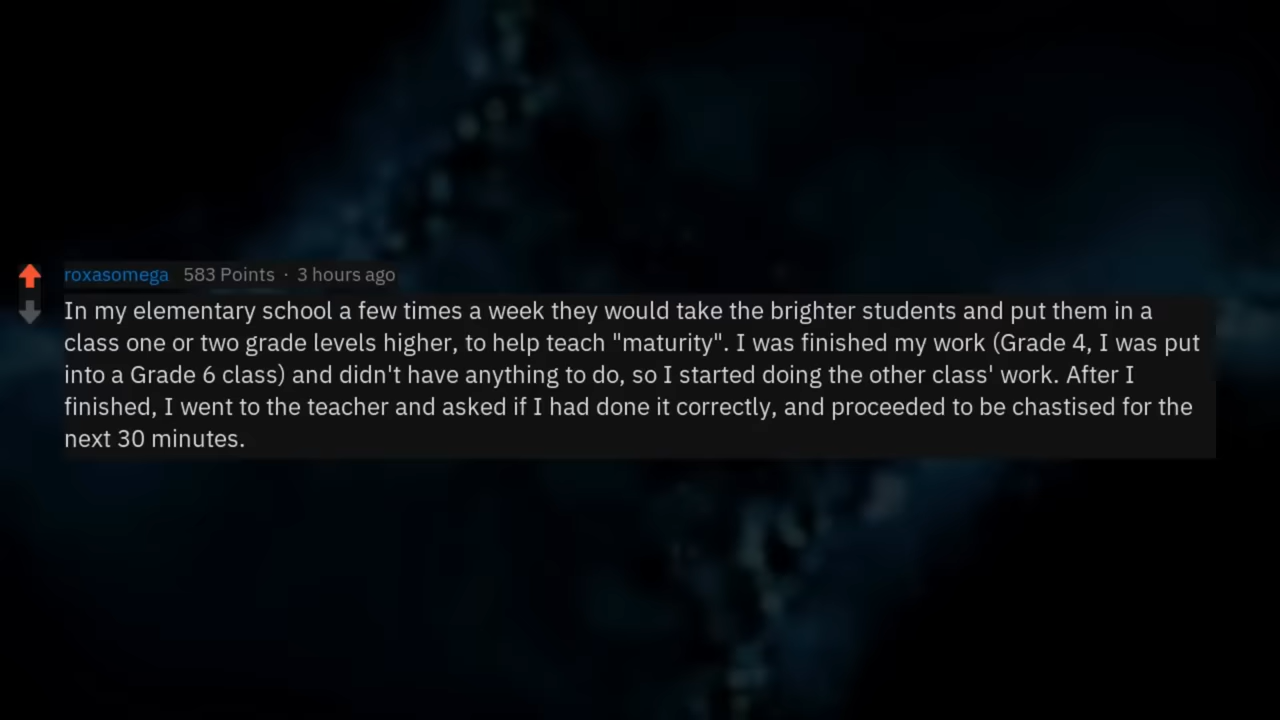 roxasomega 583 Points · 3 hours ago
In my elementary school a few times a week they would take the brighter students and put them in a
class one or two grade levels higher, to help teach "maturity". I was finished my work (Grade 4, I was put
into a Grade 6 class) and didn't have anything to do, so I started doing the other class' work. After I
finished, I went to the teacher and asked if I had done it correctly, and proceeded to be chastised for the
next 30 minutes.